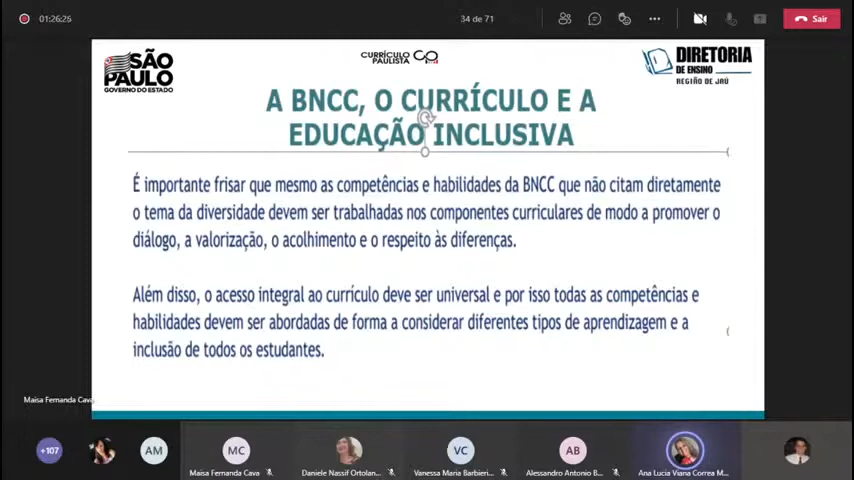 01:26:25
34 de 71
Sair
SÃO
PAULO
GOVERNO DO ESTADO
CURRÍCULO
PAULISTA
DIRETORIA
DE ENSINO
REGIÃO DE JAÚ
A BNCC, O CURRÍCULO E A
EDUCAÇÃO INCLUSIVA
É importante frisar que mesmo as competências e habilidades da BNCC que não citam diretamente
o tema da diversidade devem ser trabalhadas nos componentes curriculares de modo a promover o
diálogo, a valorização, o acolhimento e o respeito às diferenças.
Além disso, o acesso integral ao currículo deve ser universal e por isso todas as competências e
habilidades devem ser abordadas de forma a considerar diferentes tipos de aprendizagem e a
inclusão de todos os estudantes.
Maisa Fernanda Cava
+107
AM
MC
VC
AB
Maisa Fernanda Cava
Daniele Nassif Ortolan...
Vanessa Maria Barbieri...
Alessandro Antonio B...
Ana Lucia Viana Correa M...